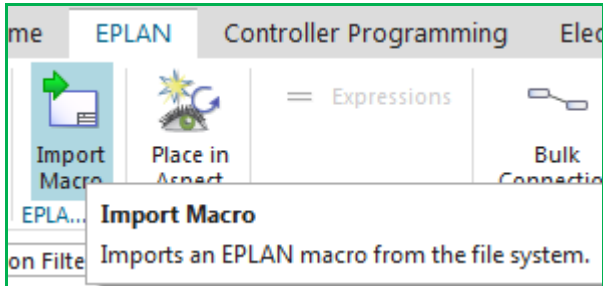 me EPLAN Controller Programming Elec
Import Macro
Place in Aspect
= Expressions
Bulk
Connectio
EPLA...
Import Macro
Imports an EPLAN macro from the file system.
on Filte